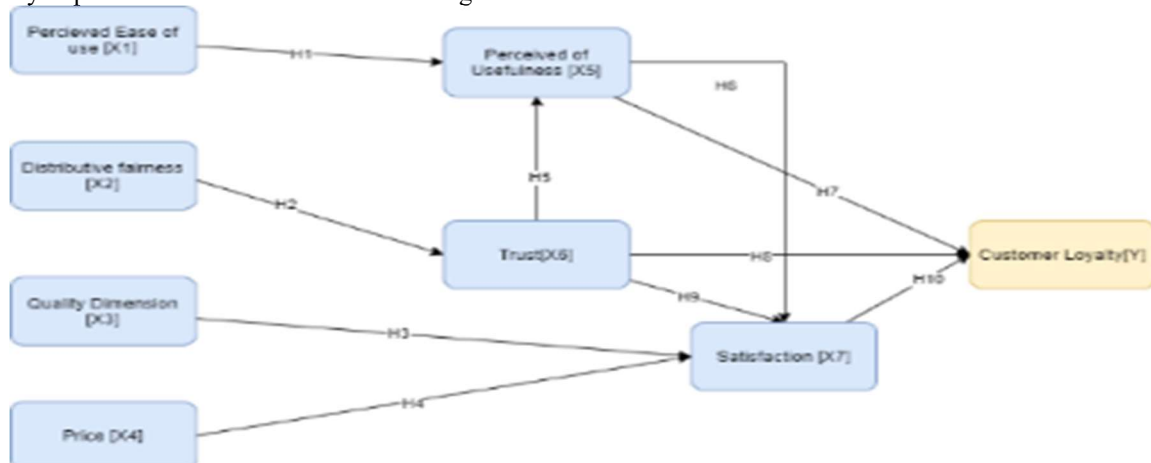 Percieved Ease of
use [X1]
H1
Perceived of
Usefulness [X5]
H6
Distributive fairness
[X2]
H2
H5
H7
Trust[X6]
H8
Customer Loyalty[Y]
H9
H10
Quality Dimension
[X3]
H3
Satisfaction [X7]
H4
Price [X4]